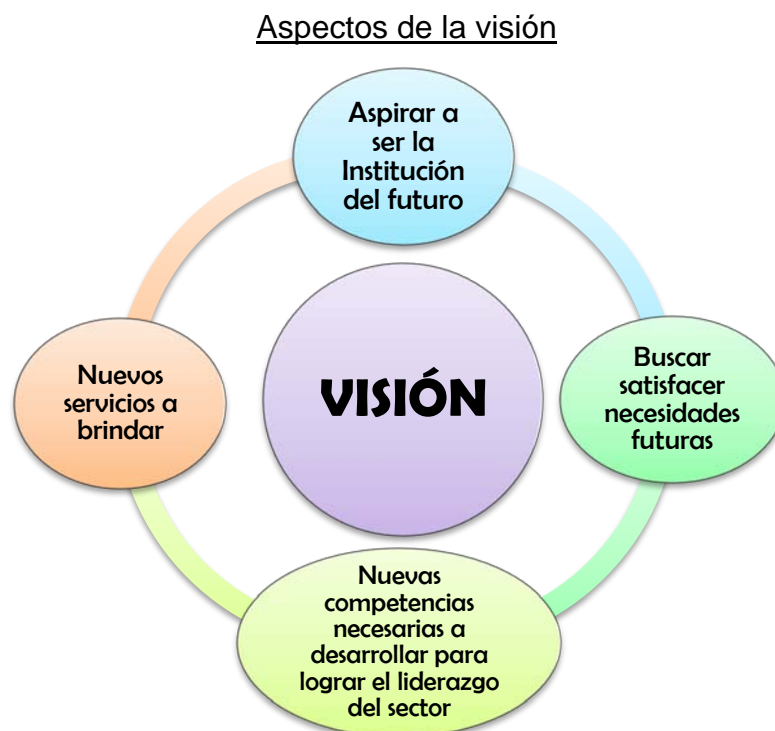 Aspectos de la visión
Aspirar a
ser la
Institución
del futuro
Buscar
satisfacer
necesidades
futuras
Nuevas
competencias
necesarias a
desarrollar para
lograr el liderazgo
del sector
Nuevos
servicios a
brindar
VISIÓN